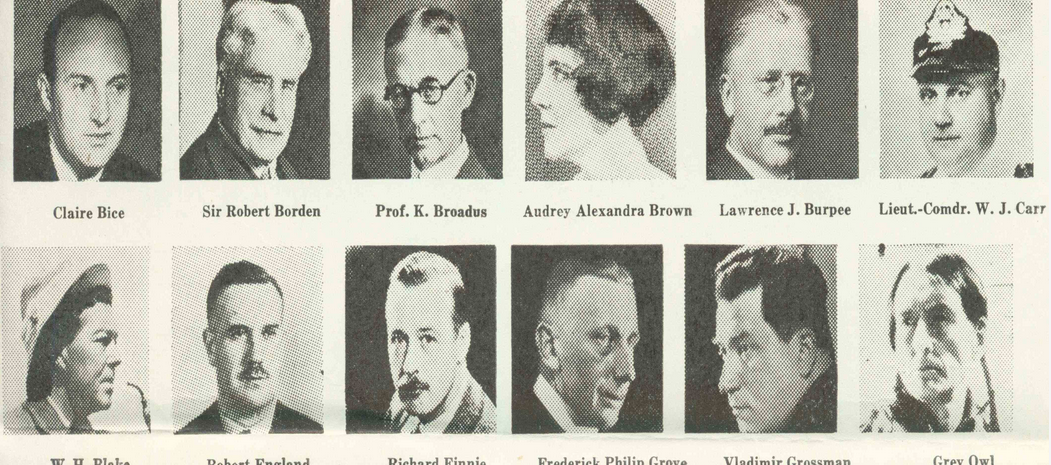 Claire Bice Sir Robert Borden Prof. K. Broadus Audrey Alexandra Brown Lawrence J. Burpee Lieut.-Comdr. W. J. Carr
W. H. Blake Robert England Richard Finnie Frederick Philip Grove Vladimir Grossman Grey Owl